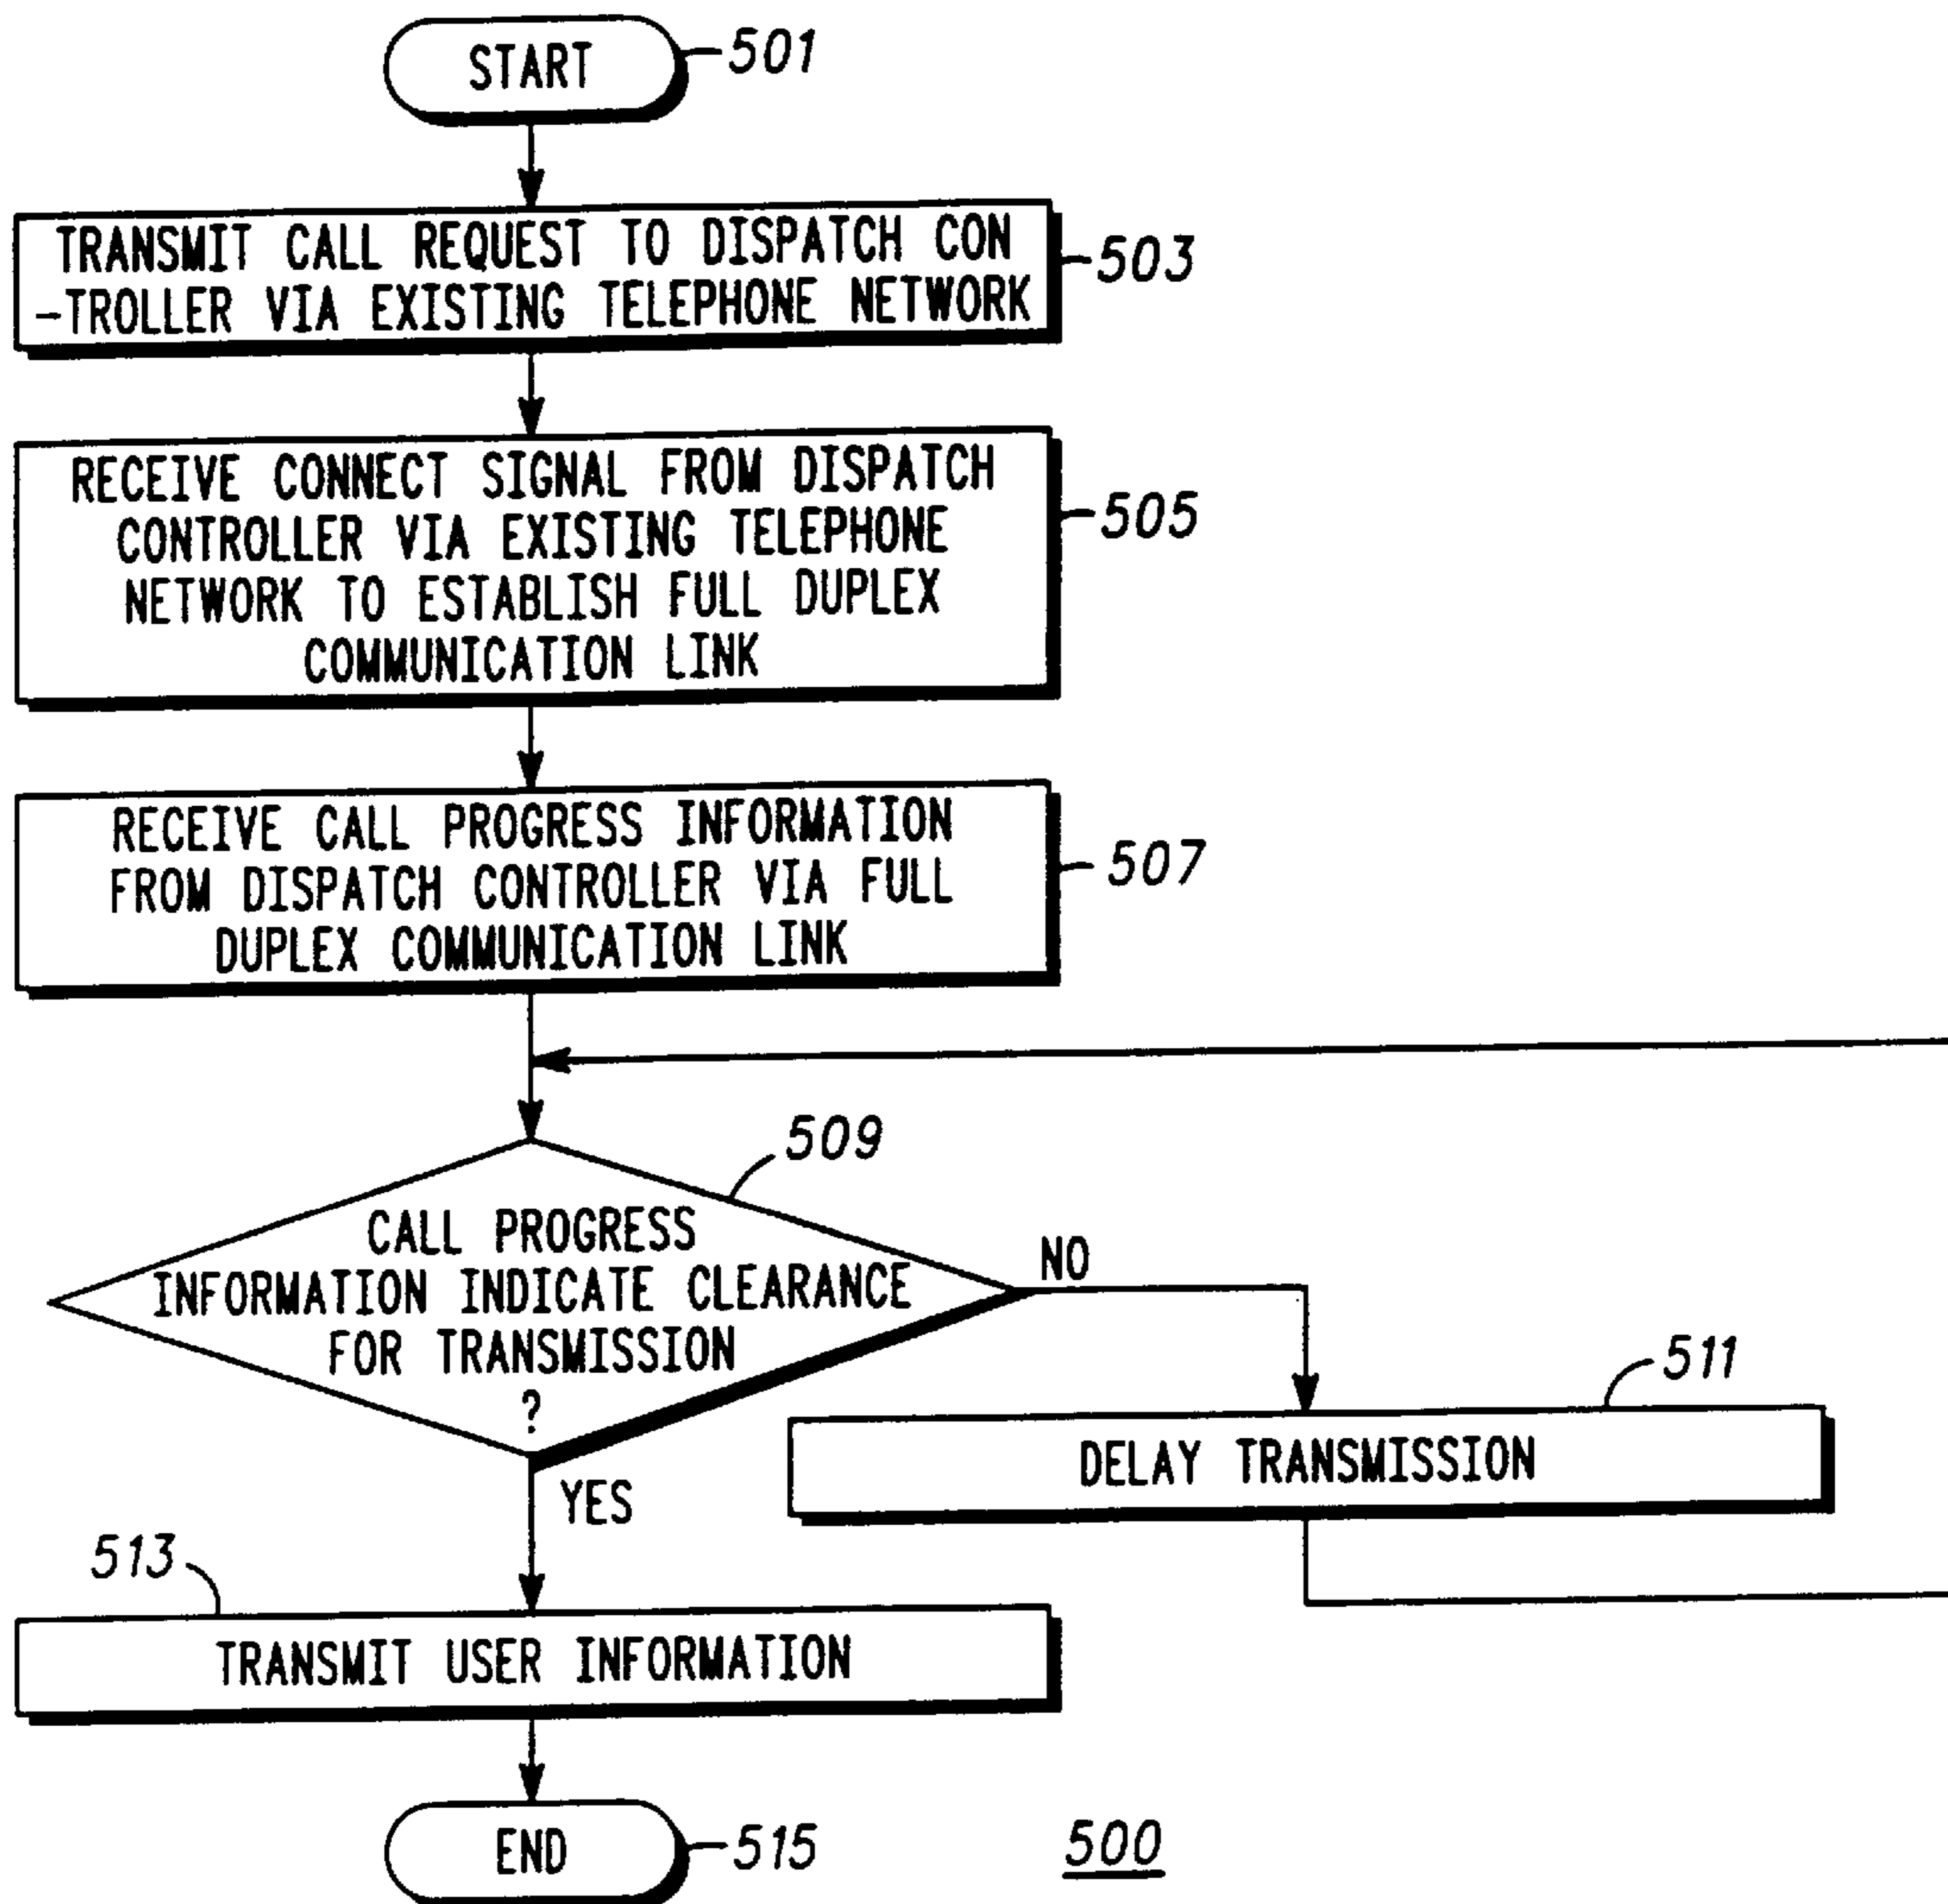 START
501
TRANSMIT CALL REQUEST TO DISPATCH CON
-TROLLER VIA EXISTING TELEPHONE NETWORK
503
RECEIVE CONNECT SIGNAL FROM DISPATCH
CONTROLLER VIA EXISTING TELEPHONE
NETWORK TO ESTABLISH FULL DUPLEX
COMMUNICATION LINK
505
RECEIVE CALL PROGRESS INFORMATION
FROM DISPATCH CONTROLLER VIA FULL
DUPLEX COMMUNICATION LINK
507
509
CALL PROGRESS
INFORMATION INDICATE CLEARANCE
FOR TRANSMISSION
?
NO
YES
511
DELAY TRANSMISSION
513
TRANSMIT USER INFORMATION
END
515
500